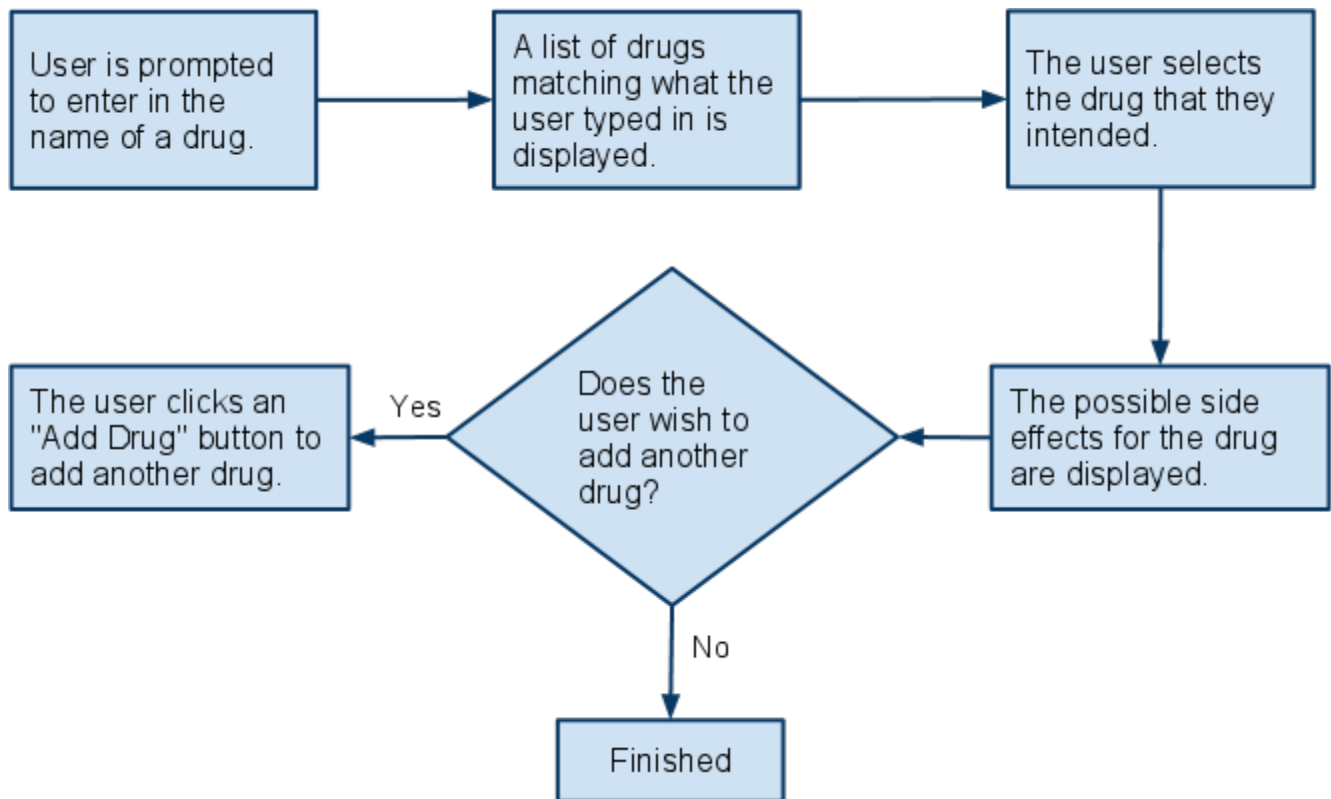 User is prompted
to enter in the
name of a drug.
A list of drugs
matching what the
user typed in is
displayed.
The user selects
the drug that they
intended.
The possible side
effects for the drug
are displayed.
Does the
user wish to
add another
drug?
Yes
The user clicks an
"Add Drug" button to
add another drug.
No
Finished